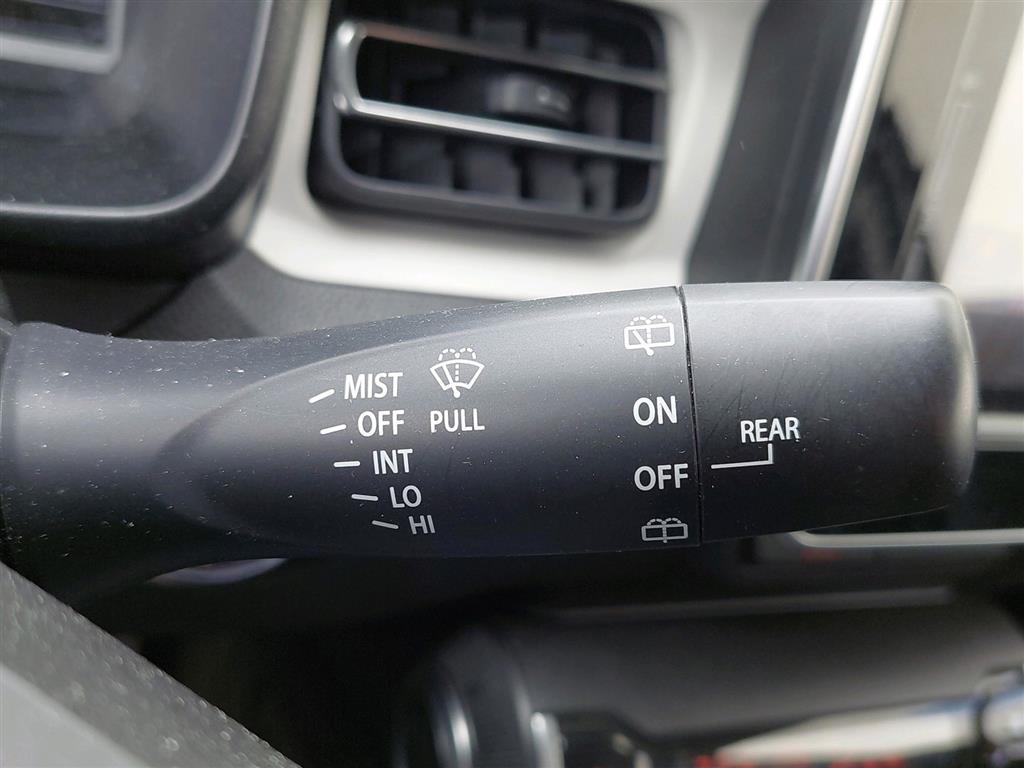 MIST
OFF
INT
LO
HI
PULL
ON
OFF
REAR